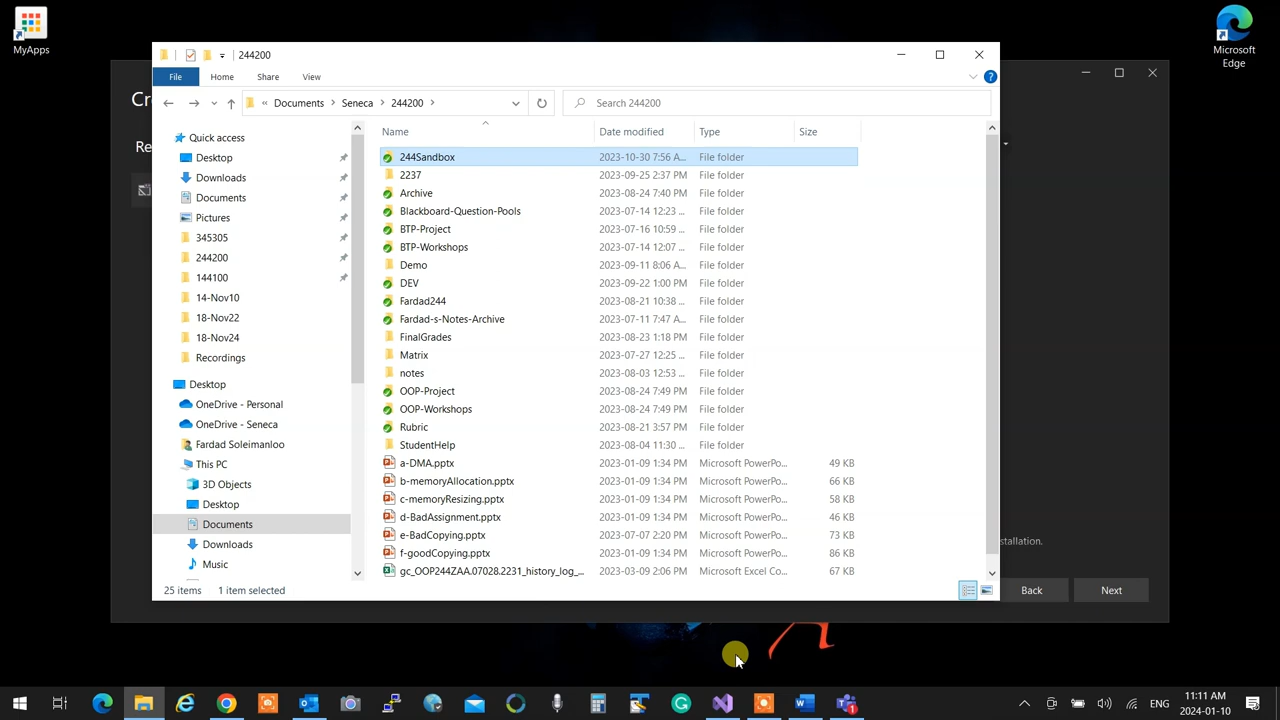 MyApps
Microsoft
Edge
244200
File
Home
Share
View
Cr
Documents
Seneca
244200
Search 244200
Re
Name
Date modified
Type
Size
Quick access
Desktop
Downloads
Documents
Pictures
345305
244200
144100
14-Nov10
18-Nov22
18-Nov24
Recordings
Desktop
OneDrive - Personal
OneDrive - Seneca
Fardad Soleimanloo
This PC
3D Objects
Desktop
Documents
Downloads
Music
244Sandbox 2023-10-30 7:56 A... File folder
2237 2023-09-25 2:37 PM File folder
Archive 2023-08-24 7:40 PM File folder
Blackboard-Question-Pools 2023-07-14 12:23 ... File folder
BTP-Project 2023-07-16 10:59 ... File folder
BTP-Workshops 2023-07-14 12:07 ... File folder
Demo 2023-09-11 8:06 A... File folder
DEV 2023-09-22 1:00 PM File folder
Fardad244 2023-08-21 10:38 ... File folder
Fardad-s-Notes-Archive 2023-07-11 7:47 A... File folder
FinalGrades 2023-08-23 1:18 PM File folder
Matrix 2023-07-27 12:25 ... File folder
notes 2023-08-03 12:53 ... File folder
OOP-Project 2023-08-24 7:49 PM File folder
OOP-Workshops 2023-08-24 7:49 PM File folder
Rubric 2023-08-21 3:57 PM File folder
StudentHelp 2023-08-04 11:30 ... File folder
a-DMA.pptx 2023-01-09 1:34 PM Microsoft PowerPo... 49 KB
b-memoryAllocation.pptx 2023-01-09 1:34 PM Microsoft PowerPo... 66 KB
c-memoryResizing.pptx 2023-01-09 1:34 PM Microsoft PowerPo... 58 KB
d-BadAssignment.pptx 2023-01-09 1:34 PM Microsoft PowerPo... 46 KB
e-BadCopying.pptx 2023-07-07 2:20 PM Microsoft PowerPo... 73 KB
f-goodCopying.pptx 2023-01-09 1:34 PM Microsoft PowerPo... 86 KB
gc_OOP244ZAA.07028.2231_history_log_... 2023-03-09 2:06 PM Microsoft Excel Co... 67 KB
stallation.
25 items
1 item selected
Back
Next
ENG
11:11 AM
2024-01-10